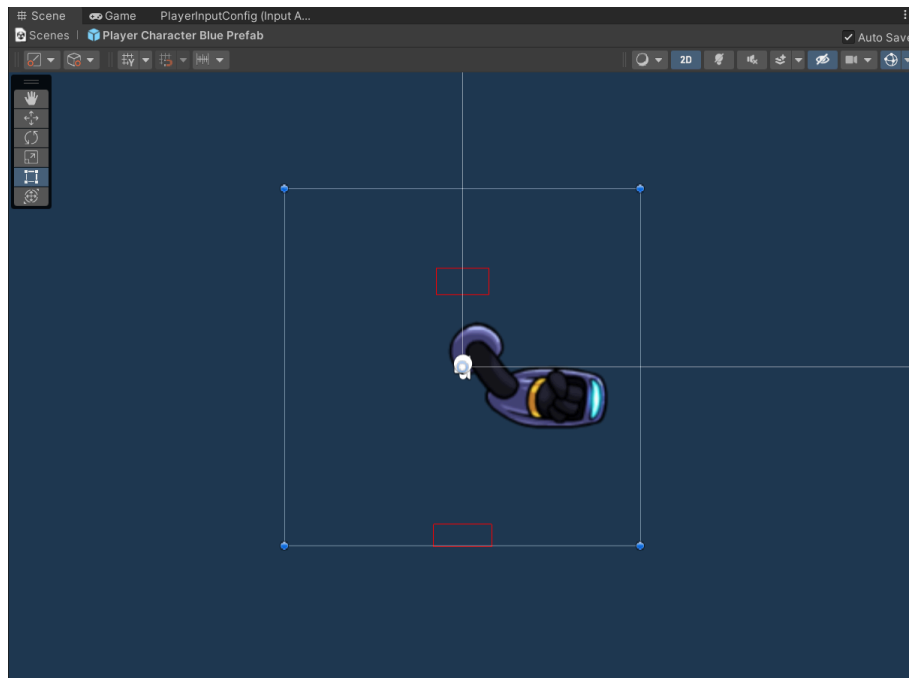 Scene Game PlayerInputConfig (Input A...
Scenes | Player Character Blue Prefab
Auto Save
2D